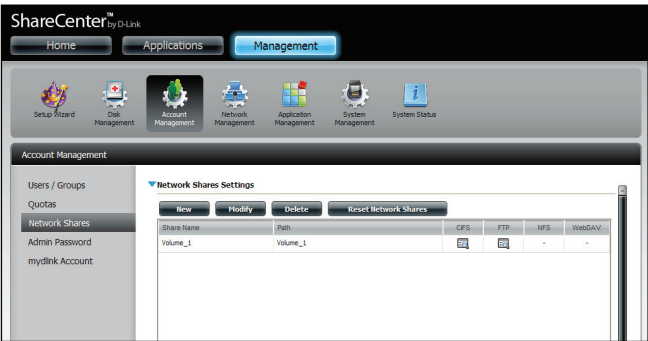 ShareCenter™ by D-Link
Home Applications Management
Setup Wizard Disk Management Account Management Network Management Application Management System Management System Status
Account Management
Users / Groups
Quotas
Network Shares
Admin Password
mydlink Account
Network Shares Settings
New Modify Delete Reset Network Shares
Share Name Path CIFS FTP NFS WebDAV
Volume_1 Volume_1 - -